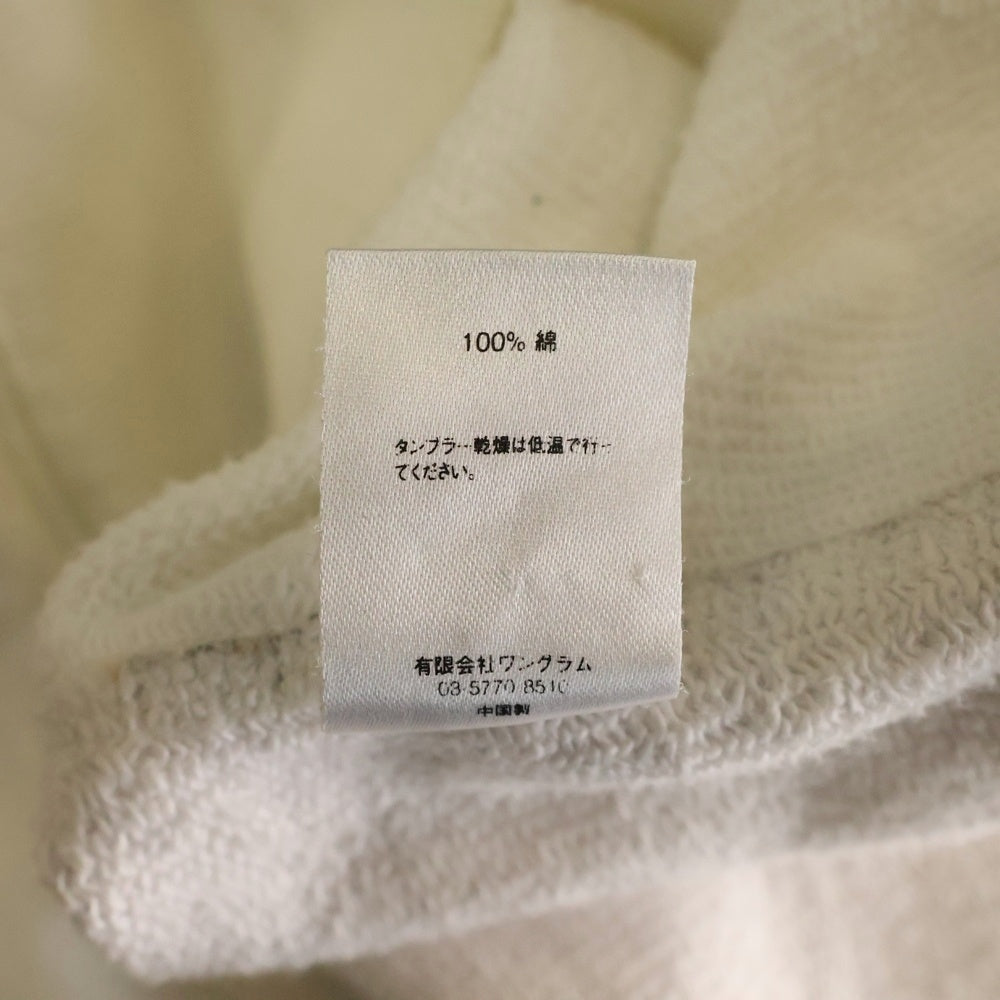 100% 綿
タンブラー乾燥は低温で行っ
てください。
有限会社ワングラム
03-5770-8510
中国製